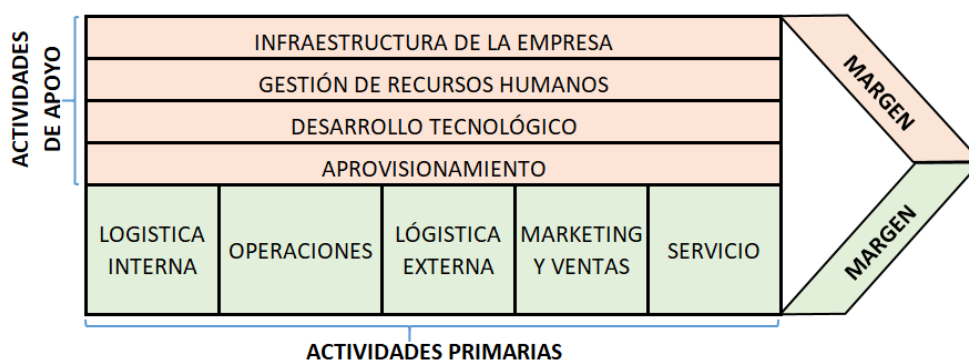 ACTIVIDADES
DE APOYO
INFRAESTRUCTURA DE LA EMPRESA
GESTIÓN DE RECURSOS HUMANOS
DESARROLLO TECNOLÓGICO
APROVISIONAMIENTO
LOGISTICA
INTERNA
OPERACIONES
LÓGISTICA
EXTERNA
MARKETING
Y VENTAS
SERVICIO
MARGEN
MARGEN
ACTIVIDADES PRIMARIAS